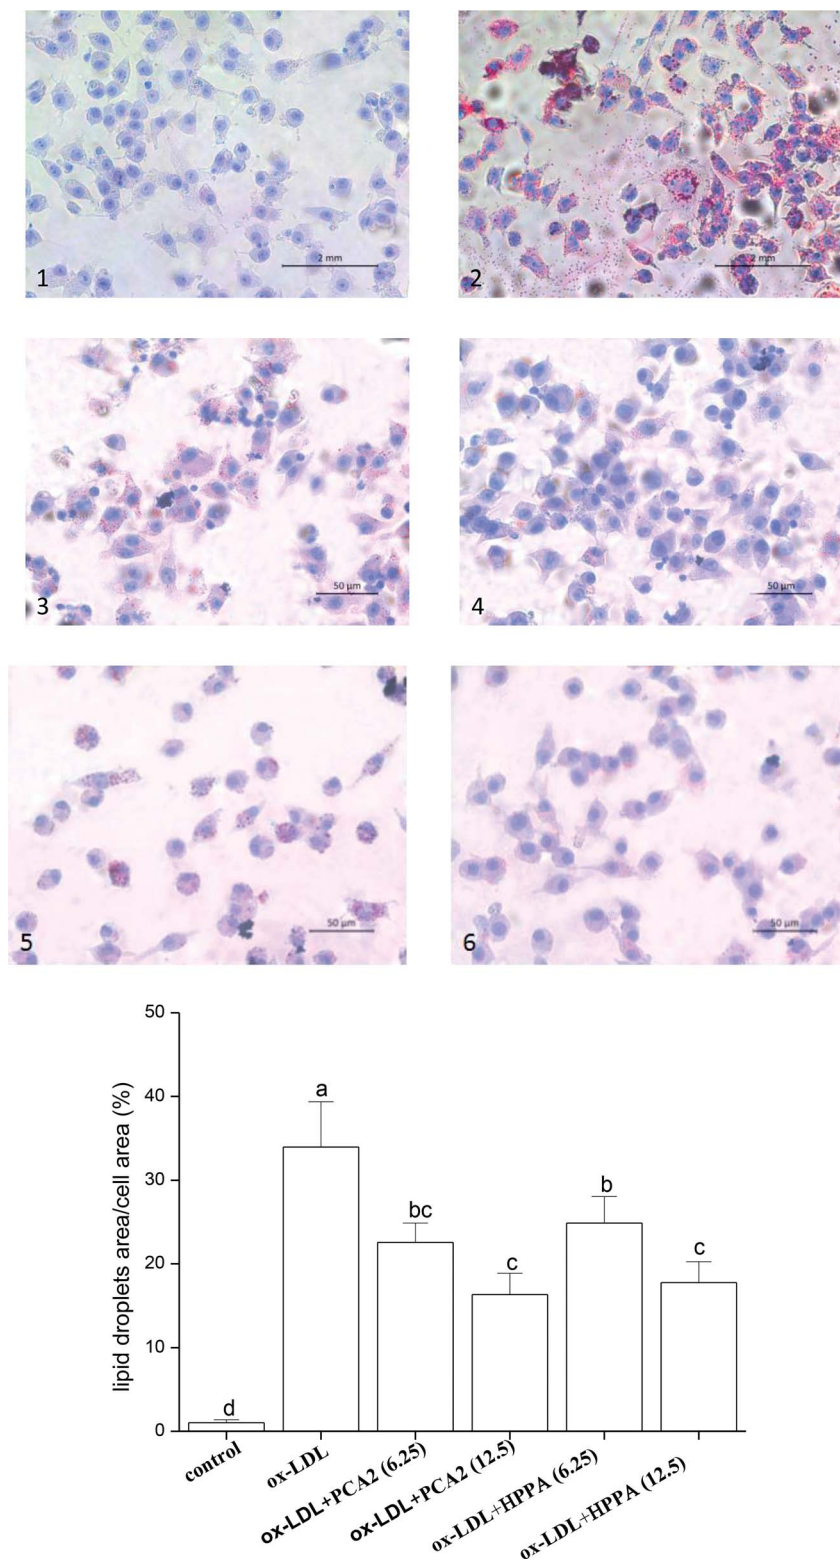 2 mm
1
2 mm
2
50 µm
3
50 µm
4
50 µm
5
50 µm
6
lipid droplets area/cell area (%)
50
40
30
20
10
0
d
a
bc
c
b
c
control
ox-LDL
ox-LDL+PCA2 (6.25)
ox-LDL+PCA2 (12.5)
ox-LDL+HPPA (6.25)
ox-LDL+HPPA (12.5)